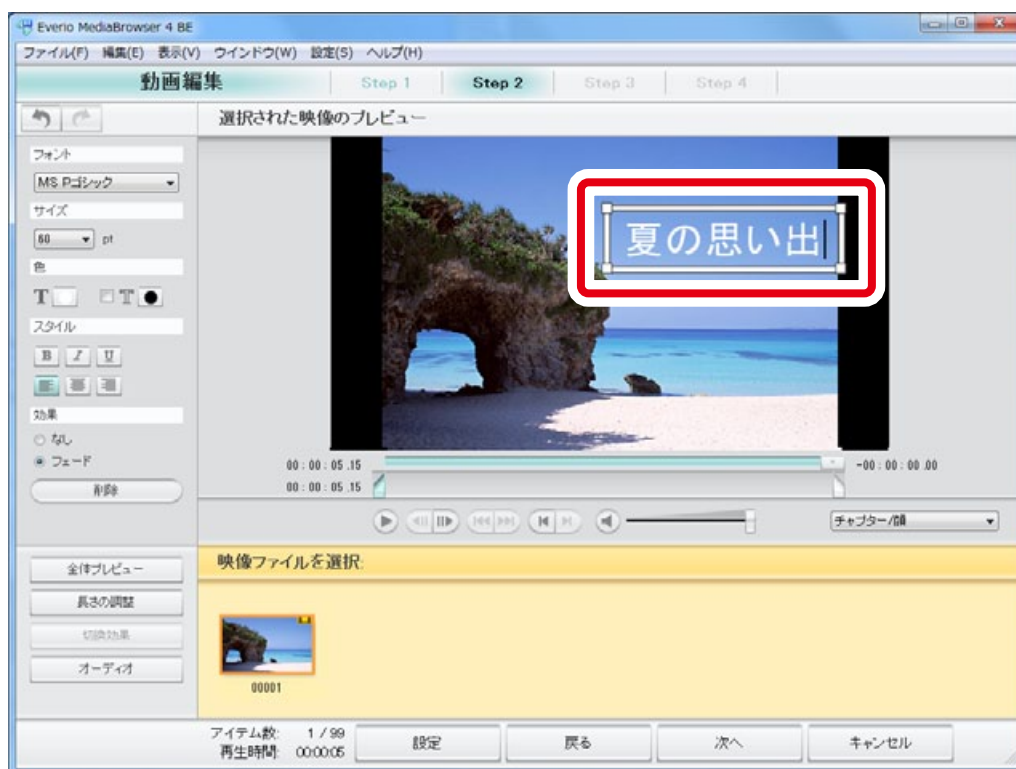 Everio MediaBrowser 4 BE
ファイル(F) 編集(E) 表示(V) ウインドウ(W) 設定(S) ヘルプ(H)
動画編集 Step 1 Step 2 Step 3 Step 4
選択された映像のプレビュー
フォント
MS Pゴシック
サイズ
60 pt
色
T T
スタイル
B I U
効果
なし
フェード
削除
夏の思い出
00 : 00 : 05 .15 -00 : 00 : 00 .00
00 : 00 : 05 .15
チャプター/顔
全体プレビュー
長さの調整
切換効果
オーディオ
映像ファイルを選択:
00001
アイテム数: 1 / 99
再生時間: 00:00:05
設定 戻る 次へ キャンセル